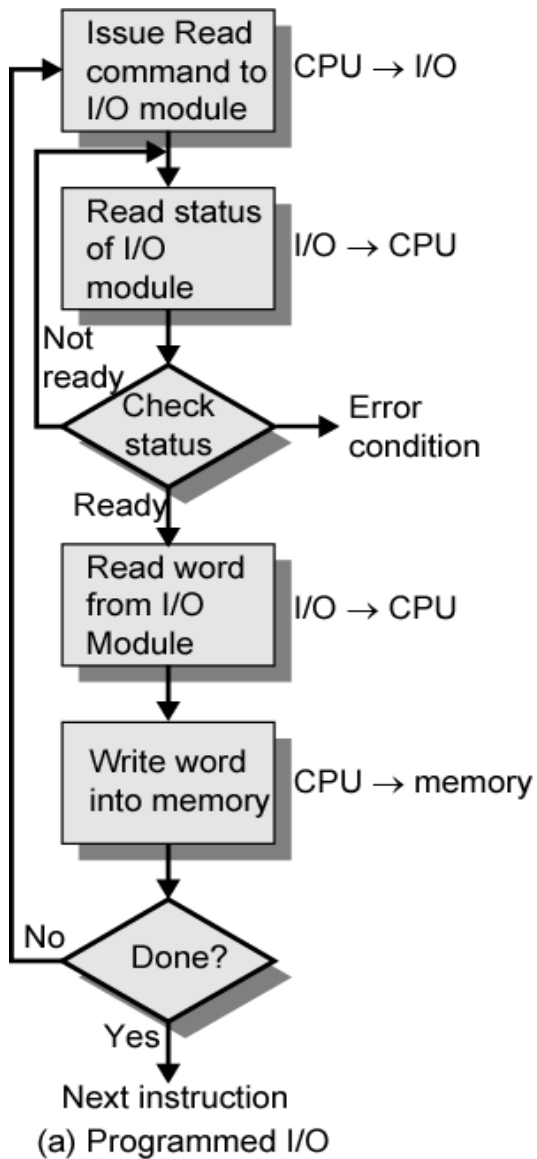 Issue Read
command to
I/O module
CPU → I/O
Read status
of I/O
module
I/O → CPU
Not
ready
Check
status
Error
condition
Ready
Read word
from I/O
Module
I/O → CPU
Write word
into memory
CPU → memory
No
Done?
Yes
Next instruction
(a) Programmed I/O